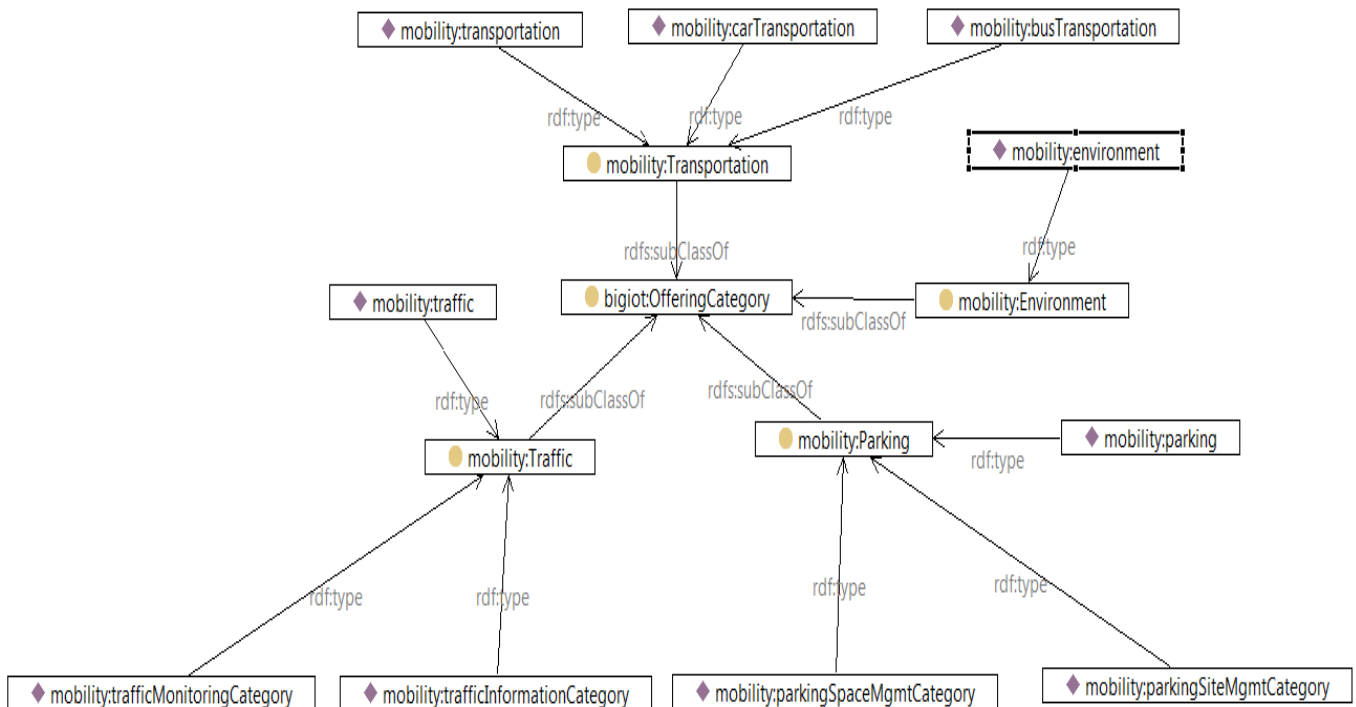 mobility:transportation
mobility:carTransportation
mobility:busTransportation
rdf:type
rdf:type
rdf:type
mobility:environment
mobility:Transportation
rdfs:subClassOf
rdf:type
mobility:traffic
bigiot:OfferingCategory
mobility:Environment
rdfs:subClassOf
rdf:type
rdfs:subClassOf
rdfs:subClassOf
mobility:Traffic
mobility:Parking
mobility:parking
rdf:type
rdf:type
rdf:type
rdf:type
rdf:type
mobility:trafficMonitoringCategory
mobility:trafficInformationCategory
mobility:parkingSpaceMgmtCategory
mobility:parkingSiteMgmtCategory